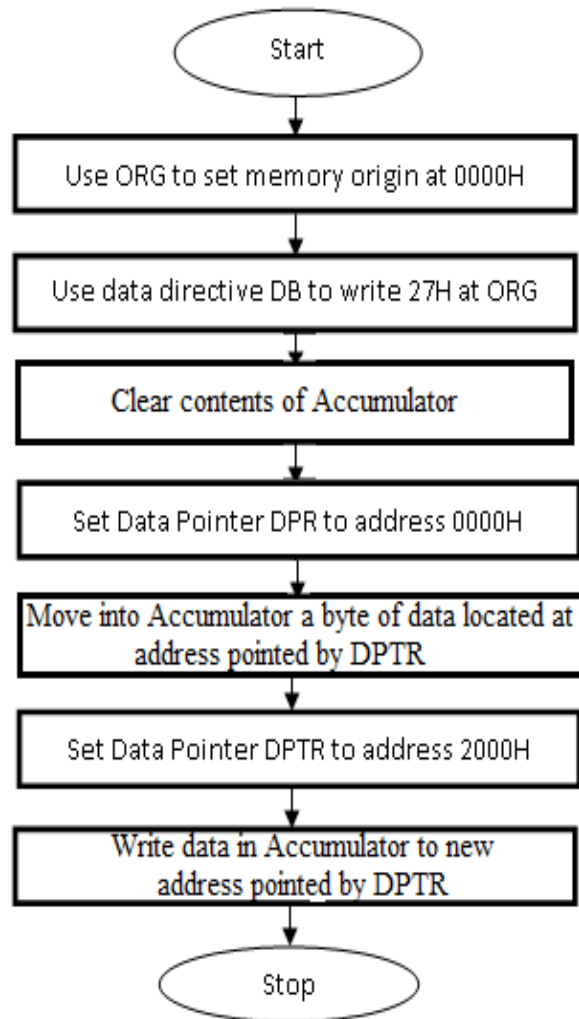 Start
Use ORG to set memory origin at 0000H
Use data directive DB to write 27H at ORG
Clear contents of Accumulator
Set Data Pointer DPR to address 0000H
Move into Accumulator a byte of data located at
address pointed by DPTR
Set Data Pointer DPTR to address 2000H
Write data in Accumulator to new
address pointed by DPTR
Stop